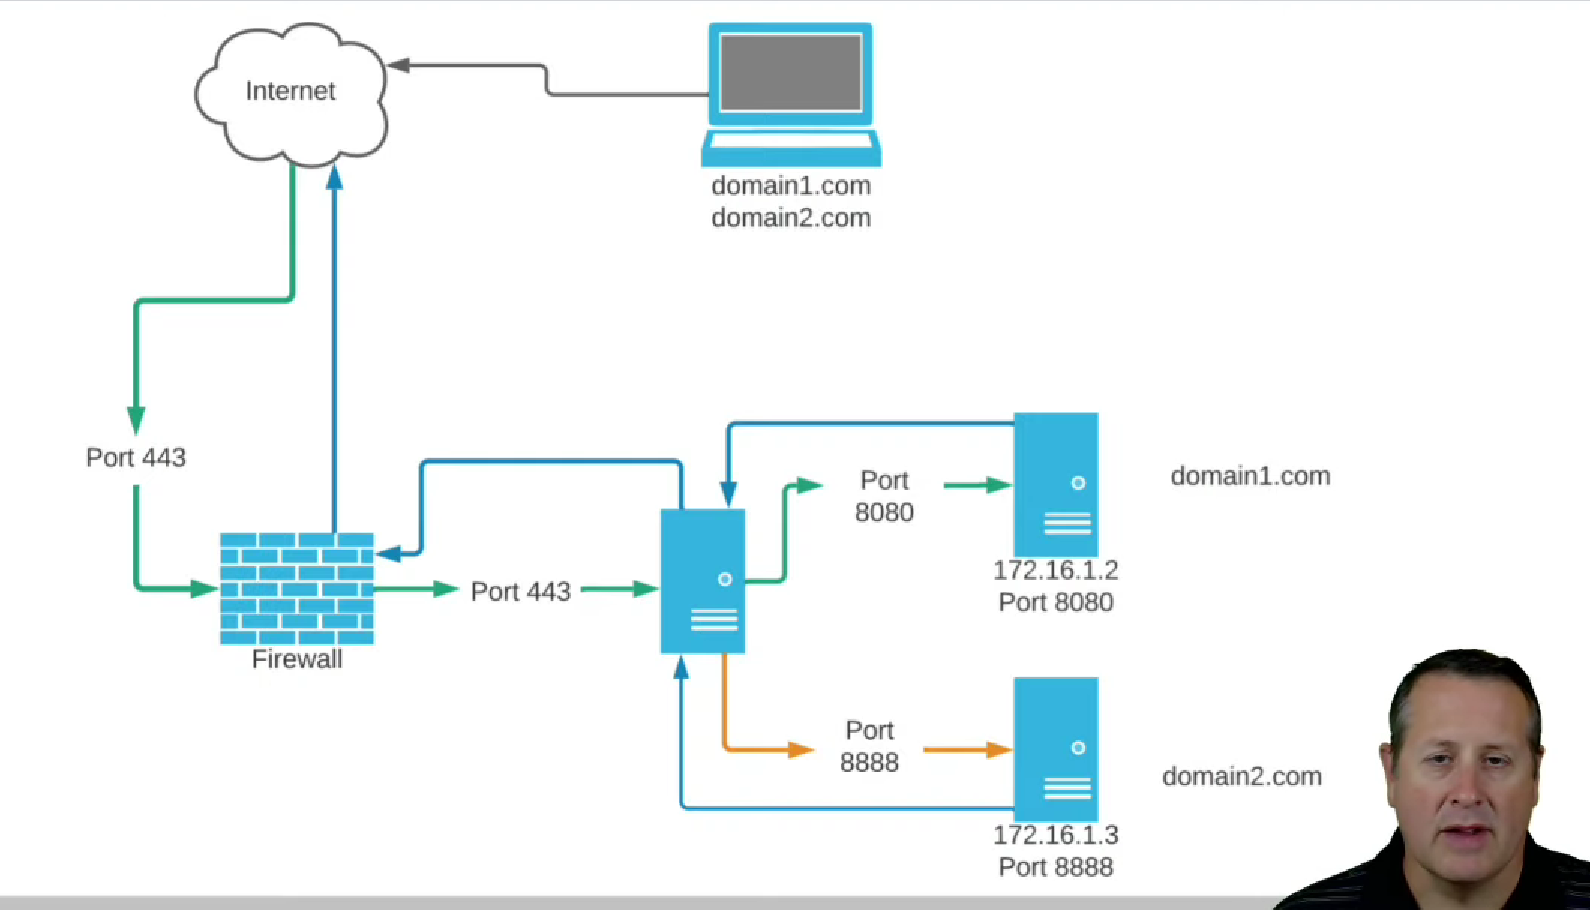 Internet
domain1.com
domain2.com
Port 443
Firewall
Port 443
Port
8080
172.16.1.2
Port 8080
domain1.com
Port
8888
172.16.1.3
Port 8888
domain2.com